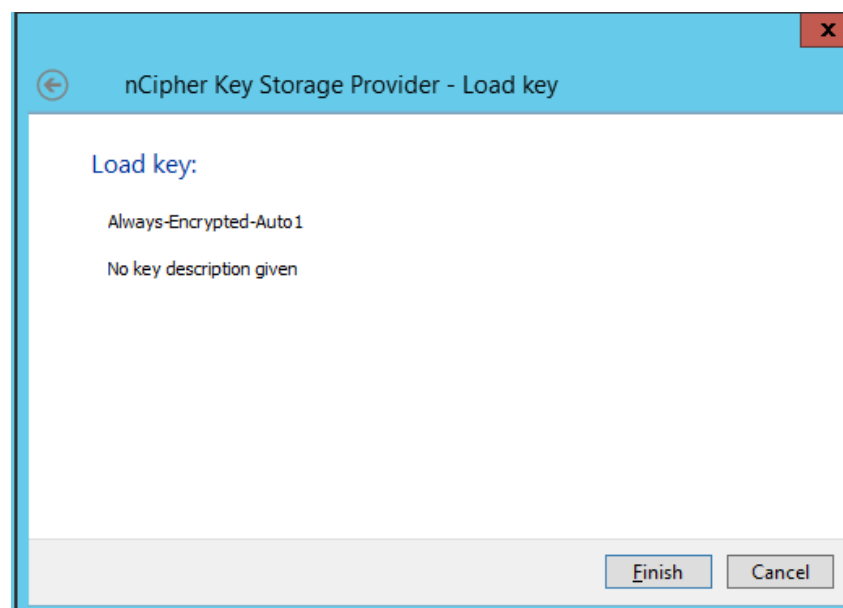 x
nCipher Key Storage Provider - Load key
Load key:
Always-Encrypted-Auto1
No key description given
Finish
Cancel